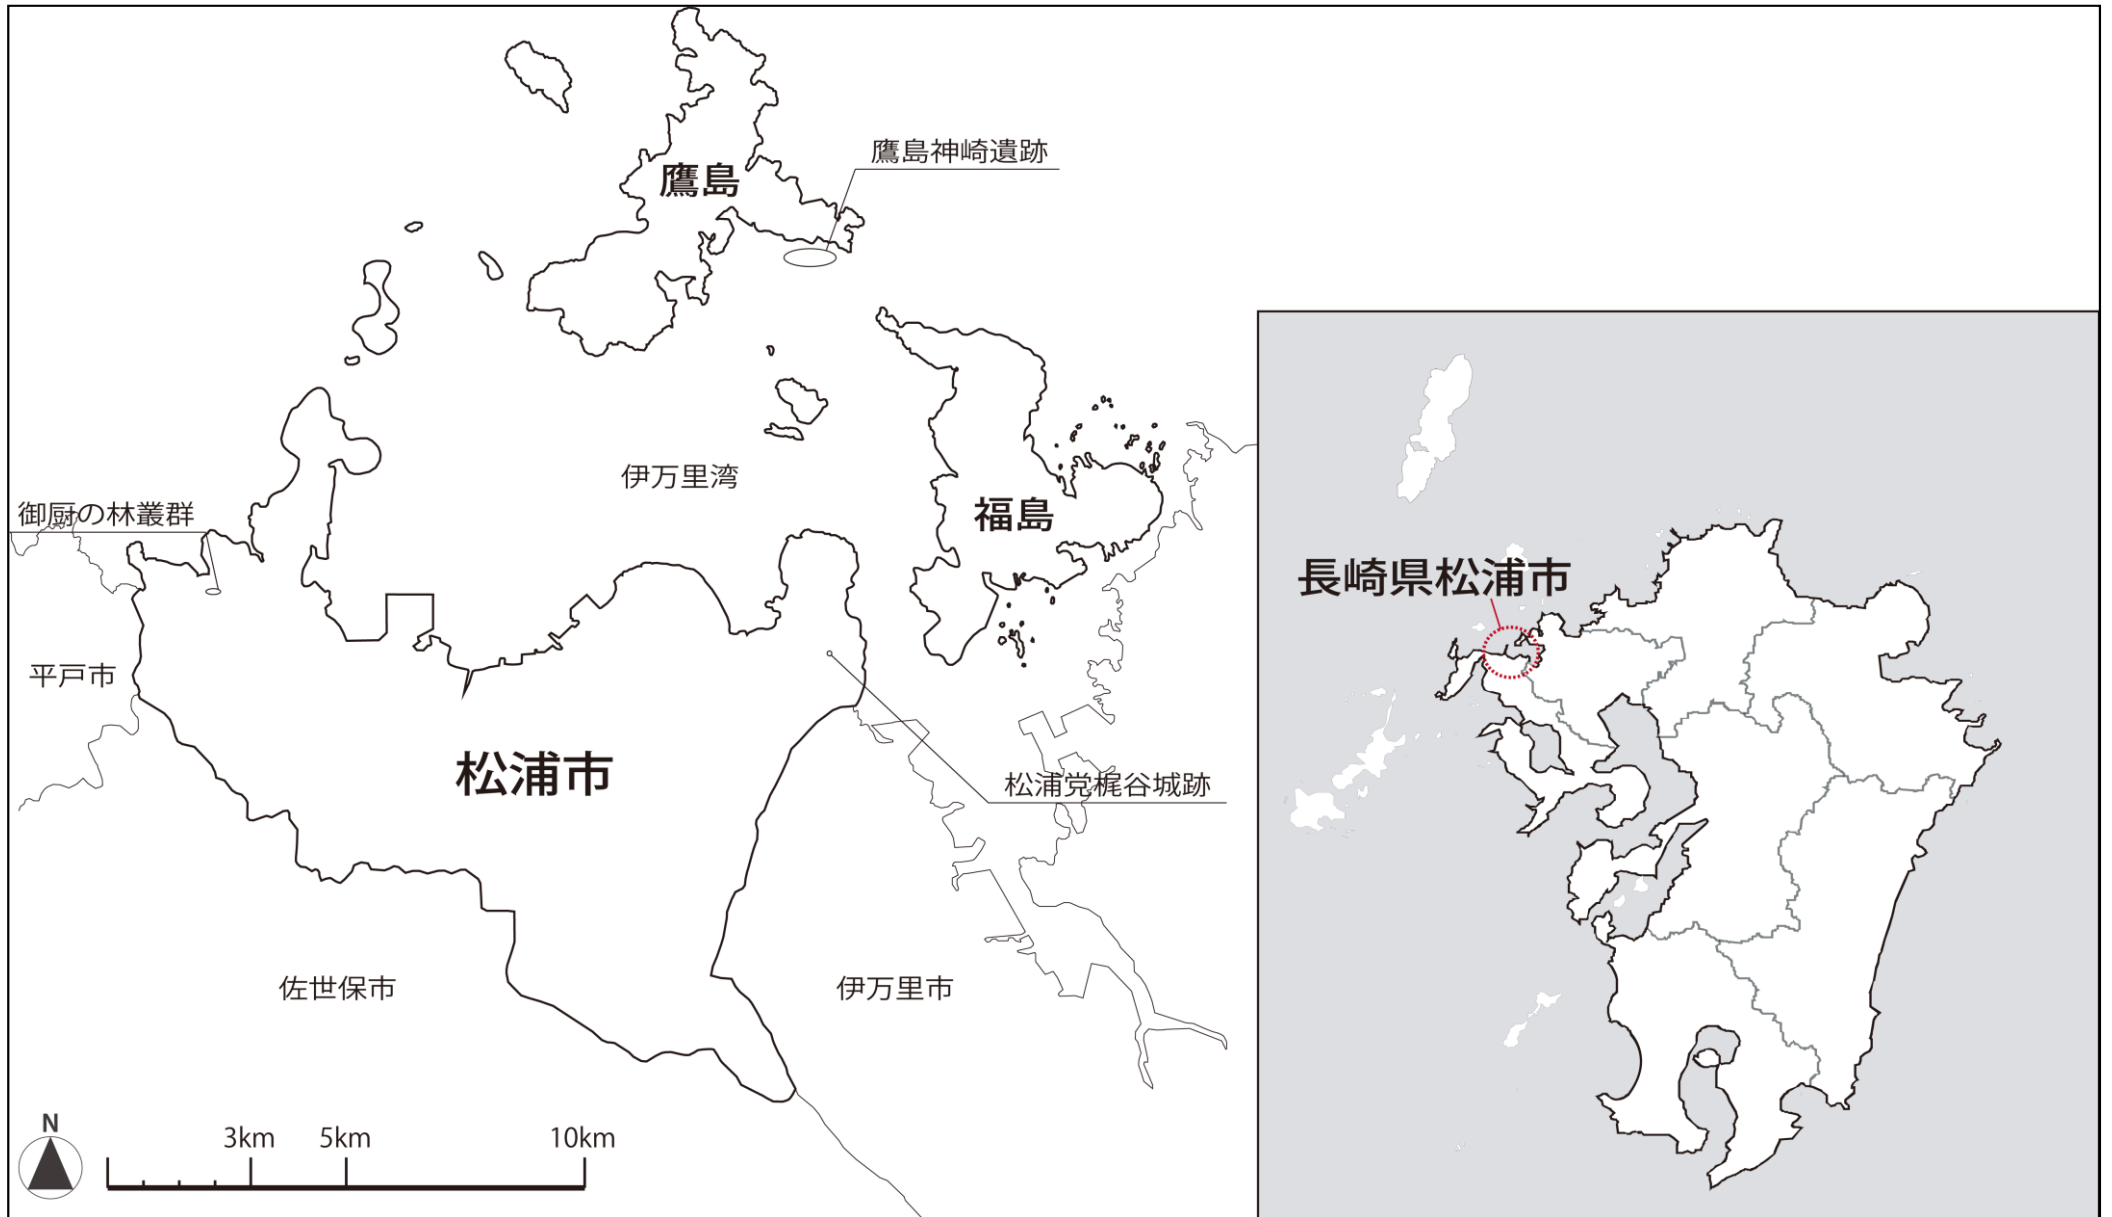 鷹島神崎遺跡
鷹島
伊万里湾
御厨の林叢群
福島
長崎県松浦市
平戸市
松浦市
松浦党梶谷城跡
佐世保市
伊万里市
N
3km
5km
10km